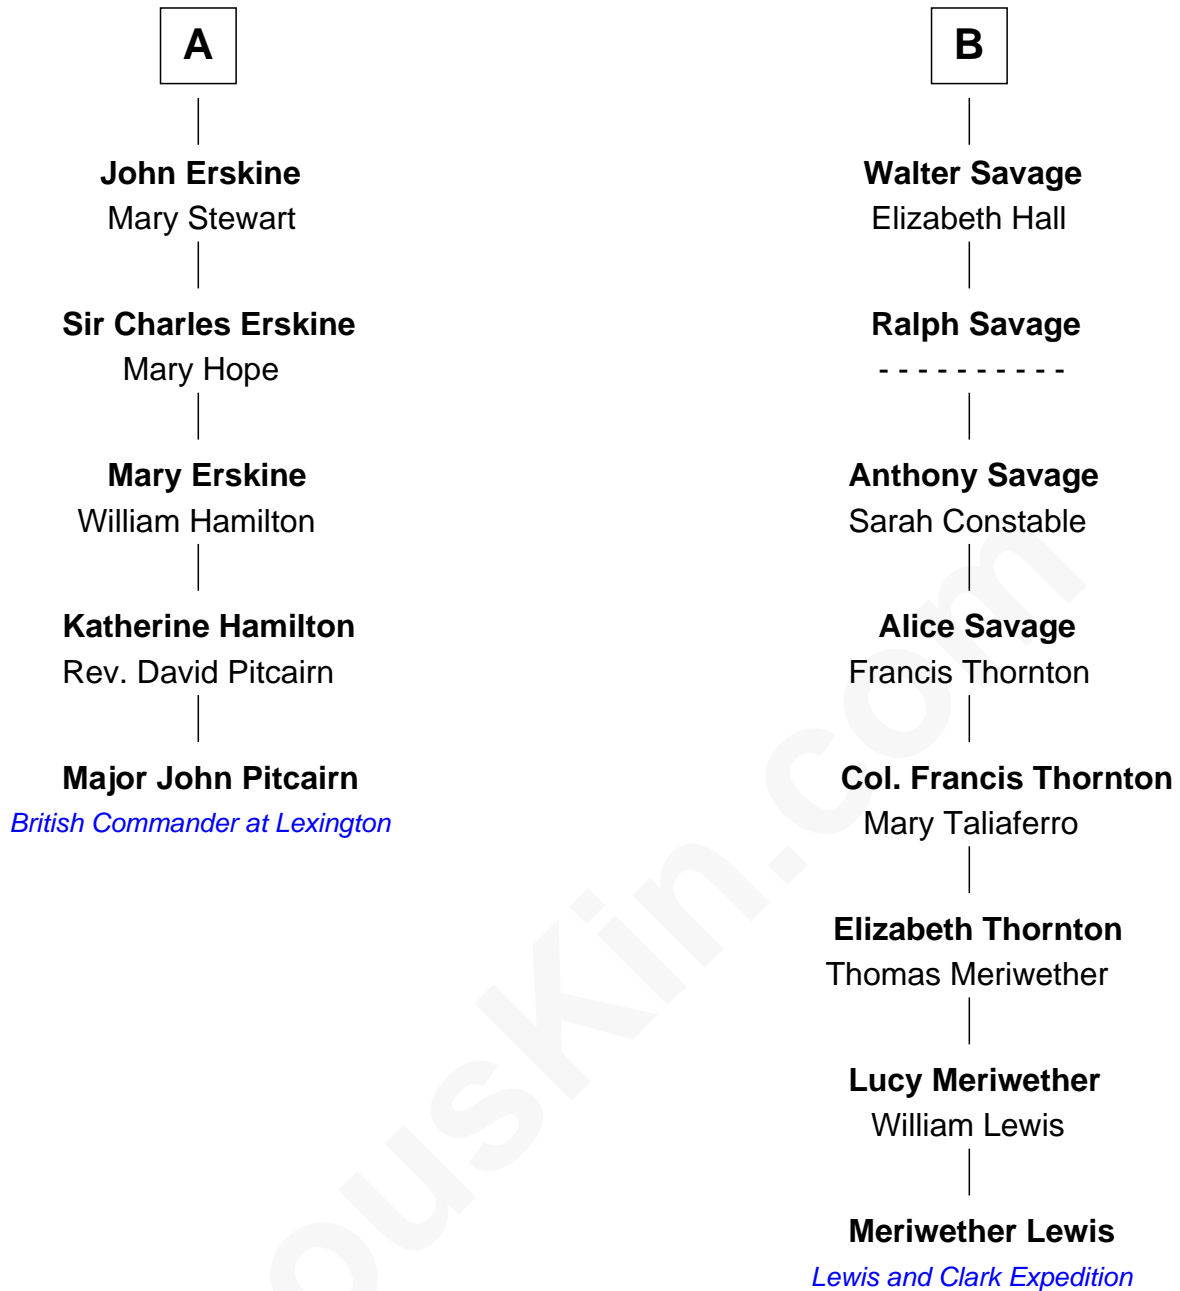 A
John Erskine
Mary Stewart
Sir Charles Erskine
Mary Hope
Mary Erskine
William Hamilton
Katherine Hamilton
Rev. David Pitcairn
Major John Pitcairn
British Commander at Lexington
B
Walter Savage
Elizabeth Hall
Ralph Savage
- - - - - - - - - -
Anthony Savage
Sarah Constable
Alice Savage
Francis Thornton
Col. Francis Thornton
Mary Taliaferro
Elizabeth Thornton
Thomas Meriwether
Lucy Meriwether
William Lewis
Meriwether Lewis
Lewis and Clark Expedition
ousKin.com